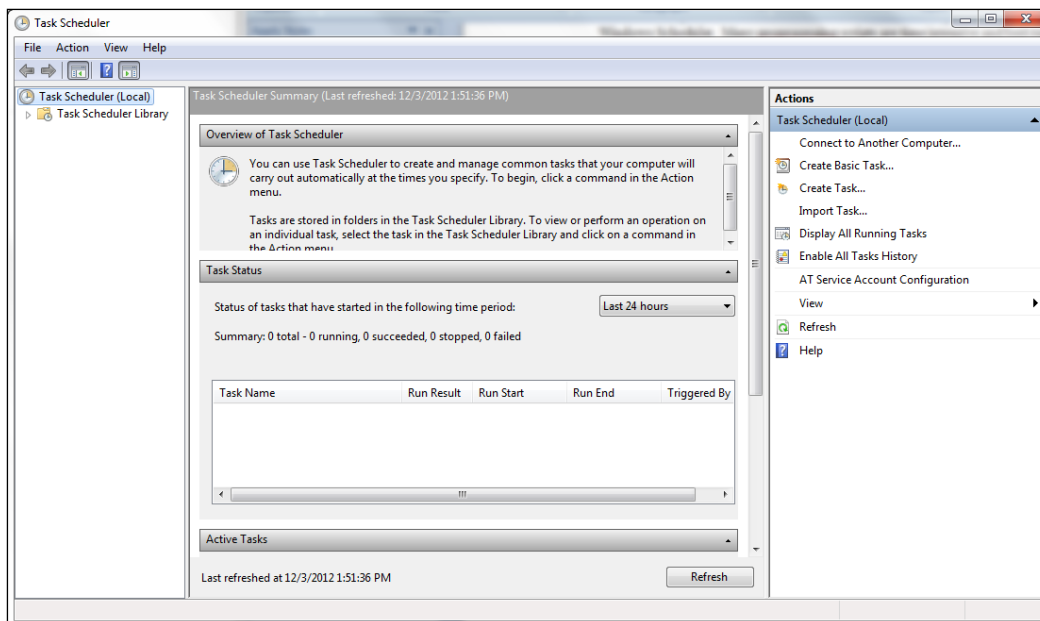 Task Scheduler
File Action View Help
Task Scheduler (Local)
Task Scheduler Library
Task Scheduler Summary (Last refreshed: 12/3/2012 1:51:36 PM)
Overview of Task Scheduler
You can use Task Scheduler to create and manage common tasks that your computer will
carry out automatically at the times you specify. To begin, click a command in the Action
menu.
Tasks are stored in folders in the Task Scheduler Library. To view or perform an operation on
an individual task, select the task in the Task Scheduler Library and click on a command in
the Action menu
Task Status
Status of tasks that have started in the following time period:
Last 24 hours
Summary: 0 total - 0 running, 0 succeeded, 0 stopped, 0 failed
Task Name Run Result Run Start Run End Triggered By
Active Tasks
Last refreshed at 12/3/2012 1:51:36 PM
Refresh
Actions
Task Scheduler (Local)
Connect to Another Computer...
Create Basic Task...
Create Task...
Import Task...
Display All Running Tasks
Enable All Tasks History
AT Service Account Configuration
View
Refresh
Help